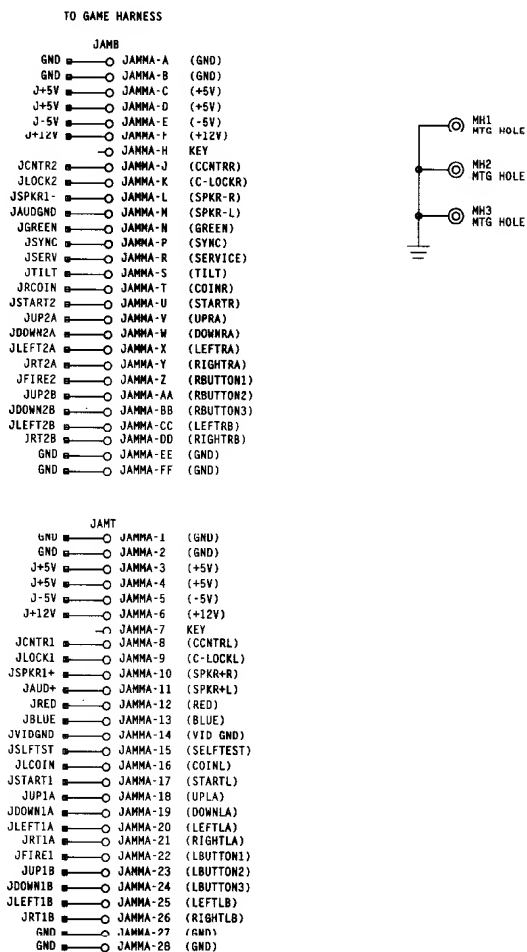 TO GAME HARNESS
JAMB
GND JAMMA-A (GND)
GND JAMMA-B (GND)
J+5V JAMMA-C (+5V)
J+5V JAMMA-D (+5V)
J-5V JAMMA-E (-5V)
J+12V JAMMA-F (+12V)
JAMMA-H KEY
JCNTR2 JAMMA-J (CCNTRR)
JLOCK2 JAMMA-K (C-LOCKR)
JSPKR1- JAMMA-L (SPKR-R)
JAUDGND JAMMA-M (SPKR-L)
JGREEN JAMMA-N (GREEN)
JSYNC JAMMA-P (SYNC)
JSERV JAMMA-R (SERVICE)
JTILT JAMMA-S (TILT)
JRCOIN JAMMA-T (COINR)
JSTART2 JAMMA-U (STARTR)
JUP2A JAMMA-V (UPRA)
JDOWN2A JAMMA-W (DOWNRA)
JLEFT2A JAMMA-X (LEFTRA)
JRT2A JAMMA-Y (RIGHTRA)
JFIRE2 JAMMA-Z (RBUTTON1)
JUP2B JAMMA-AA (RBUTTON2)
JDOWN2B JAMMA-BB (RBUTTON3)
JLEFT2B JAMMA-CC (LEFTRB)
JRT2B JAMMA-DD (RIGHTRB)
GND JAMMA-EE (GND)
GND JAMMA-FF (GND)
MH1
MTG HOLE
MH2
MTG HOLE
MH3
MTG HOLE
JAMT
GND JAMMA-1 (GND)
GND JAMMA-2 (GND)
J+5V JAMMA-3 (+5V)
J+5V JAMMA-4 (+5V)
J-5V JAMMA-5 (-5V)
J+12V JAMMA-6 (+12V)
JAMMA-7 KEY
JCNTR1 JAMMA-8 (CCNTRL)
JLOCK1 JAMMA-9 (C-LOCKL)
JSPKR1+ JAMMA-10 (SPKR+R)
JAUD+ JAMMA-11 (SPKR+L)
JRED JAMMA-12 (RED)
JBLUE JAMMA-13 (BLUE)
JVIDGND JAMMA-14 (VID GND)
JSLFTST JAMMA-15 (SELFTEST)
JLCOIN JAMMA-16 (COINL)
JSTART1 JAMMA-17 (STARTL)
JUP1A JAMMA-18 (UPLA)
JDOWN1A JAMMA-19 (DOWNLA)
JLEFT1A JAMMA-20 (LEFTLA)
JRT1A JAMMA-21 (RIGHTLA)
JFIRE1 JAMMA-22 (LBUTTON1)
JUP1B JAMMA-23 (LBUTTON2)
JDOWN1B JAMMA-24 (LBUTTON3)
JLEFT1B JAMMA-25 (LEFTLB)
JRT1B JAMMA-26 (RIGHTLB)
GND JAMMA-27 (GND)
GND JAMMA-28 (GND)